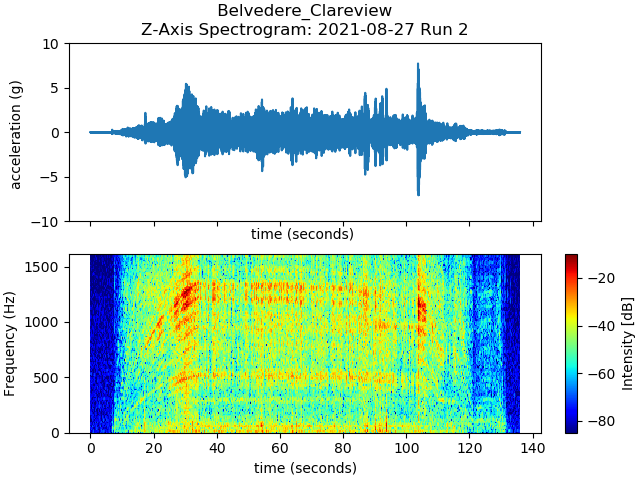 Belvedere_Clareview
Z-Axis Spectrogram: 2021-08-27 Run 2
10
5
0
−5
−10
acceleration (g)
time (seconds)
1500
1000
500
0
Frequency (Hz)
0 20 40 60 80 100 120 140
time (seconds)
−20
−40
−60
−80
Intensity [dB]